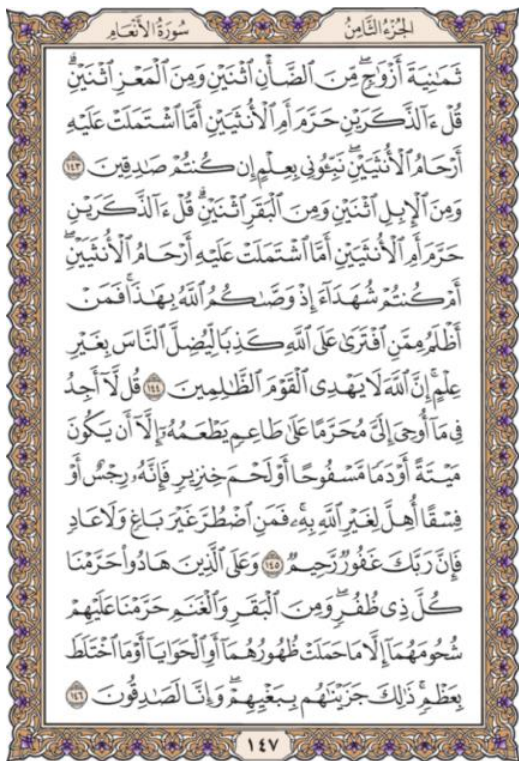 الجُزْءُ الثَّامِنُ سُورَةُ الأَنْعَامِ
ثَمَٰنِيَةَ أَزْوَٰجٍۖ مِّنَ ٱلضَّأْنِ ٱثْنَيْنِ وَمِنَ ٱلْمَعْزِ ٱثْنَيْنِۗ
قُلْ ءَآلذَّكَرَيْنِ حَرَّمَ أَمِ ٱلْأُنثَيَيْنِ أَمَّا ٱشْتَمَلَتْ عَلَيْهِ
أَرْحَامُ ٱلْأُنثَيَيْنِۖ نَبِّـُٔونِي بِعِلْمٍ إِن كُنتُمْ صَٰدِقِينَ ١٤٣
وَمِنَ ٱلْإِبِلِ ٱثْنَيْنِ وَمِنَ ٱلْبَقَرِ ٱثْنَيْنِۗ قُلْ ءَآلذَّكَرَيْنِ
حَرَّمَ أَمِ ٱلْأُنثَيَيْنِ أَمَّا ٱشْتَمَلَتْ عَلَيْهِ أَرْحَامُ ٱلْأُنثَيَيْنِۖ
أَمْ كُنتُمْ شُهَدَآءَ إِذْ وَصَّىٰكُمُ ٱللَّهُ بِهَٰذَاۚ فَمَنْ
أَظْلَمُ مِمَّنِ ٱفْتَرَىٰ عَلَى ٱللَّهِ كَذِبًا لِّيُضِلَّ ٱلنَّاسَ بِغَيْرِ
عِلْمٍۚ إِنَّ ٱللَّهَ لَا يَهْدِى ٱلْقَوْمَ ٱلظَّٰلِمِينَ ١٤٤ قُل لَّآ أَجِدُ
فِى مَآ أُوحِىَ إِلَىَّ مُحَرَّمًا عَلَىٰ طَاعِمٍ يَطْعَمُهُۥٓ إِلَّآ أَن يَكُونَ
مَيْتَةً أَوْ دَمًا مَّسْفُوحًا أَوْ لَحْمَ خِنزِيرٍ فَإِنَّهُۥ رِجْسٌ أَوْ
فِسْقًا أُهِلَّ لِغَيْرِ ٱللَّهِ بِهِۦۚ فَمَنِ ٱضْطُرَّ غَيْرَ بَاغٍ وَلَا عَادٍ
فَإِنَّ رَبَّكَ غَفُورٌ رَّحِيمٌ ١٤٥ وَعَلَى ٱلَّذِينَ هَادُوا۟ حَرَّمْنَا
كُلَّ ذِى ظُفُرٍۖ وَمِنَ ٱلْبَقَرِ وَٱلْغَنَمِ حَرَّمْنَا عَلَيْهِمْ
شُحُومَهُمَآ إِلَّا مَا حَمَلَتْ ظُهُورُهُمَآ أَوِ ٱلْحَوَايَآ أَوْ مَا ٱخْتَلَطَ
بِعَظْمٍۚ ذَٰلِكَ جَزَيْنَٰهُم بِبَغْيِهِمْۖ وَإِنَّا لَصَٰدِقُونَ ١٤٦
١٤٧